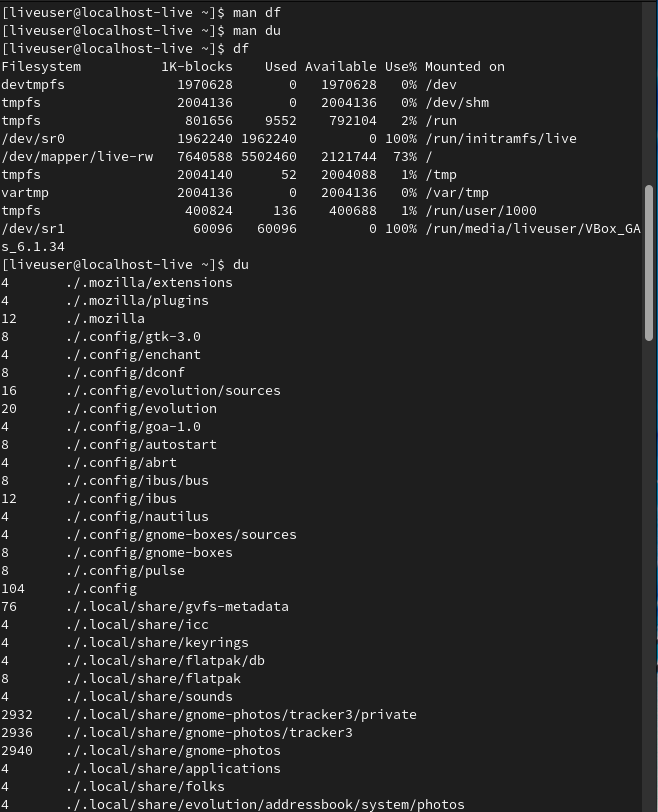 [liveuser@localhost-live ~]$ man df
[liveuser@localhost-live ~]$ man du
[liveuser@localhost-live ~]$ df
Filesystem          1K-blocks    Used Available Use% Mounted on
devtmpfs              1970628       0   1970628   0% /dev
tmpfs                 2004136       0   2004136   0% /dev/shm
tmpfs                  801656    9552    792104   2% /run
/dev/sr0              1962240 1962240         0 100% /run/initramfs/live
/dev/mapper/live-rw   7640588 5502460   2121744  73% /
tmpfs                 2004140      52   2004088   1% /tmp
vartmp                2004136       0   2004136   0% /var/tmp
tmpfs                  400824     136    400688   1% /run/user/1000
/dev/sr1                60096   60096         0 100% /run/media/liveuser/VBox_GA
s_6.1.34
[liveuser@localhost-live ~]$ du
4       ./.mozilla/extensions
4       ./.mozilla/plugins
12      ./.mozilla
8       ./.config/gtk-3.0
4       ./.config/enchant
8       ./.config/dconf
16      ./.config/evolution/sources
20      ./.config/evolution
4       ./.config/goa-1.0
8       ./.config/autostart
4       ./.config/abrt
8       ./.config/ibus/bus
12      ./.config/ibus
4       ./.config/nautilus
4       ./.config/gnome-boxes/sources
8       ./.config/gnome-boxes
8       ./.config/pulse
104     ./.config
76      ./.local/share/gvfs-metadata
4       ./.local/share/icc
4       ./.local/share/keyrings
4       ./.local/share/flatpak/db
8       ./.local/share/flatpak
4       ./.local/share/sounds
2932    ./.local/share/gnome-photos/tracker3/private
2936    ./.local/share/gnome-photos/tracker3
2940    ./.local/share/gnome-photos
4       ./.local/share/applications
4       ./.local/share/folks
4       ./.local/share/evolution/addressbook/system/photos